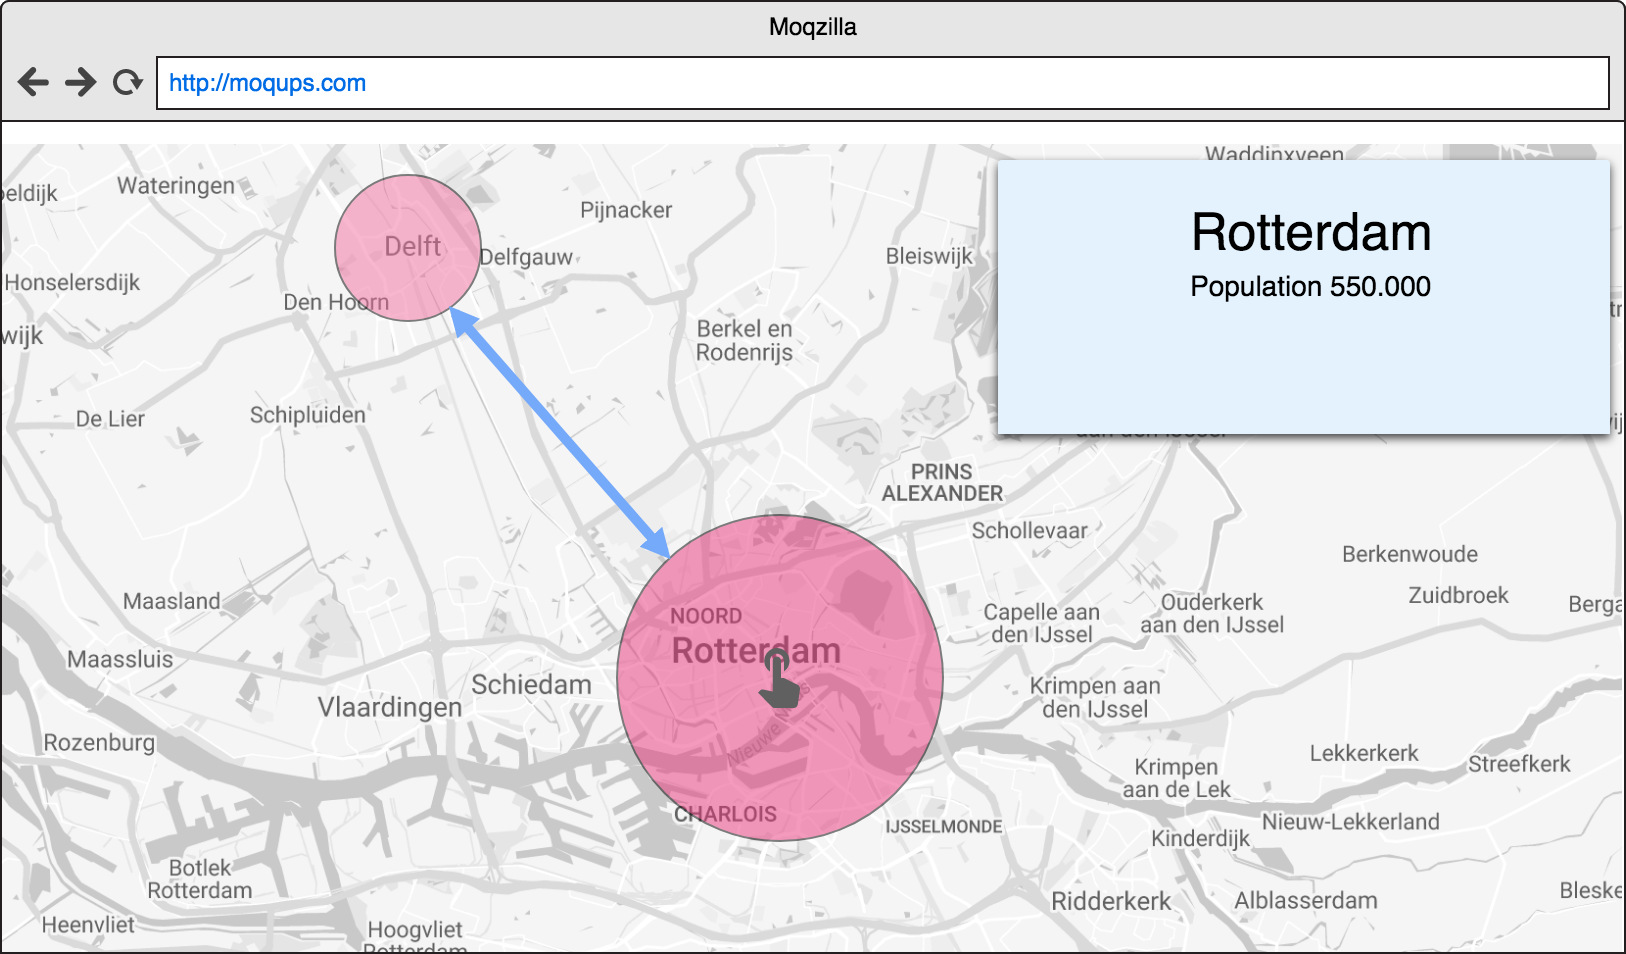 Moqzilla
http://moqups.com
Waddinxveen
eldijk
Wateringen
Pijnacker
Rotterdam
Delft
Delfgauw
Bleiswijk
Honselersdijk
Population 550.000
Den Hoorn
wijk
Berkel en
Rodenrijs
De Lier
Schipluiden
aan den IJssel
PRINS
ALEXANDER
Schollevaar
Berkenwoude
Maasland
NOORD
Capelle aan
den IJssel
Ouderkerk
aan den IJssel
Zuidbroek
Berga
Rotterdam
Maassluis
Schiedam
Vlaardingen
Krimpen aan
den IJssel
Nieuwe Maas
Rozenburg
Lekkerkerk
Streefkerk
Krimpen
aan de Lek
CHARLOIS
IJSSELMONDE
Nieuw-Lekkerland
Kinderdijk
Botlek
Rotterdam
Ridderkerk
Alblasserdam
Bleske
Heenvliet
Hoogvliet
Rotterdam